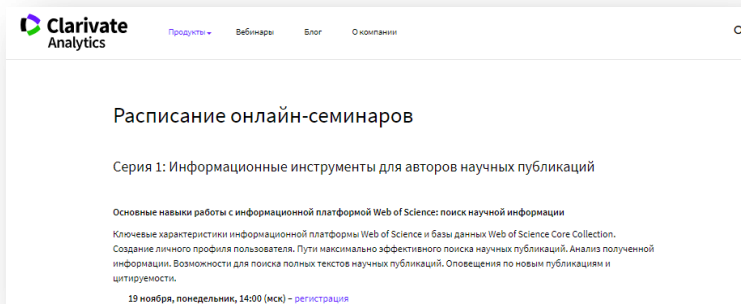 Clarivate
Analytics
Продукты Вебинары Блог О компании
Расписание онлайн-семинаров
Серия 1: Информационные инструменты для авторов научных публикаций
Основные навыки работы с информационной платформой Web of Science: поиск научной информации
Ключевые характеристики информационной платформы Web of Science и базы данных Web of Science Core Collection.
Создание личного профиля пользователя. Пути максимально эффективного поиска научных публикаций. Анализ полученной
информации. Возможности для поиска полных текстов научных публикаций. Оповещения по новым публикациям и
цитируемости.
19 ноября, понедельник, 14:00 (мск) – регистрация